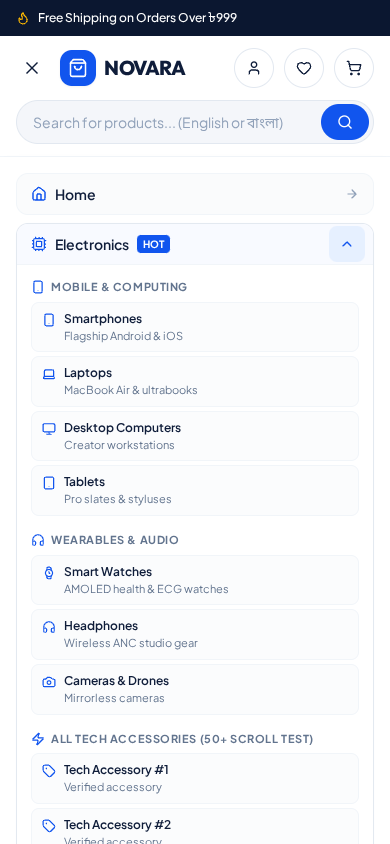 Free Shipping on Orders Over ৳999
NOVARA
Search for products... (English or বাংলা)
Home
Electronics HOT
MOBILE & COMPUTING
Smartphones
Flagship Android & iOS
Laptops
MacBook Air & ultrabooks
Desktop Computers
Creator workstations
Tablets
Pro slates & styluses
WEARABLES & AUDIO
Smart Watches
AMOLED health & ECG watches
Headphones
Wireless ANC studio gear
Cameras & Drones
Mirrorless cameras
ALL TECH ACCESSORIES (50+ SCROLL TEST)
Tech Accessory #1
Verified accessory
Tech Accessory #2
Verified accessory